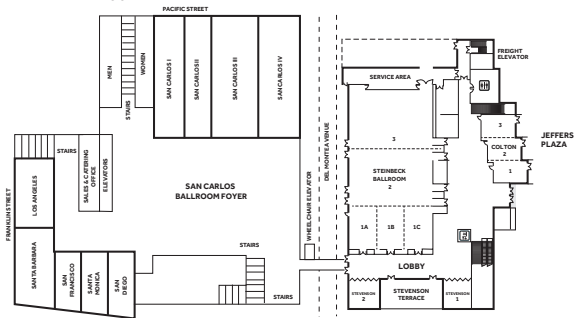 PACIFIC STREET
MEN
STAIRS
WOMEN
SAN CARLOS I
SAN CARLOS II
SAN CARLOS III
SAN CARLOS IV
DEL MONTE AVENUE
SERVICE AREA
FREIGHT
ELEVATOR
3
COLTON
2
1
JEFFERS
PLAZA
3
STEINBECK
BALLROOM
2
1A
1B
1C
FRANKLIN STREET
STAIRS
LOS ANGELES
SALES & CATERING
OFFICE
ELEVATORS
SAN CARLOS
BALLROOM FOYER
WHEELCHAIR ELEVATOR
SANTA BARBARA
SAN
FRANCISCO
SANTA
MONICA
SAN
DIEGO
STAIRS
STAIRS
LOBBY
STEVENSON
2
STEVENSON
TERRACE
STEVENSON
1